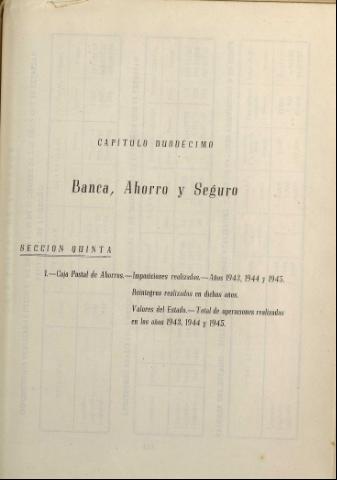 CAPITULO DUODECIMO
Banca, Ahorro y Seguro
SECCION QUINTA
1.—Caja Postal de Ahorros.—Imposiciones realizadas.—Años 1943, 1944 y 1945.
Reintegros realizados en dichos años.
Valores del Estado.—Total de operaciones realizadas
en los años 1943, 1944 y 1945.